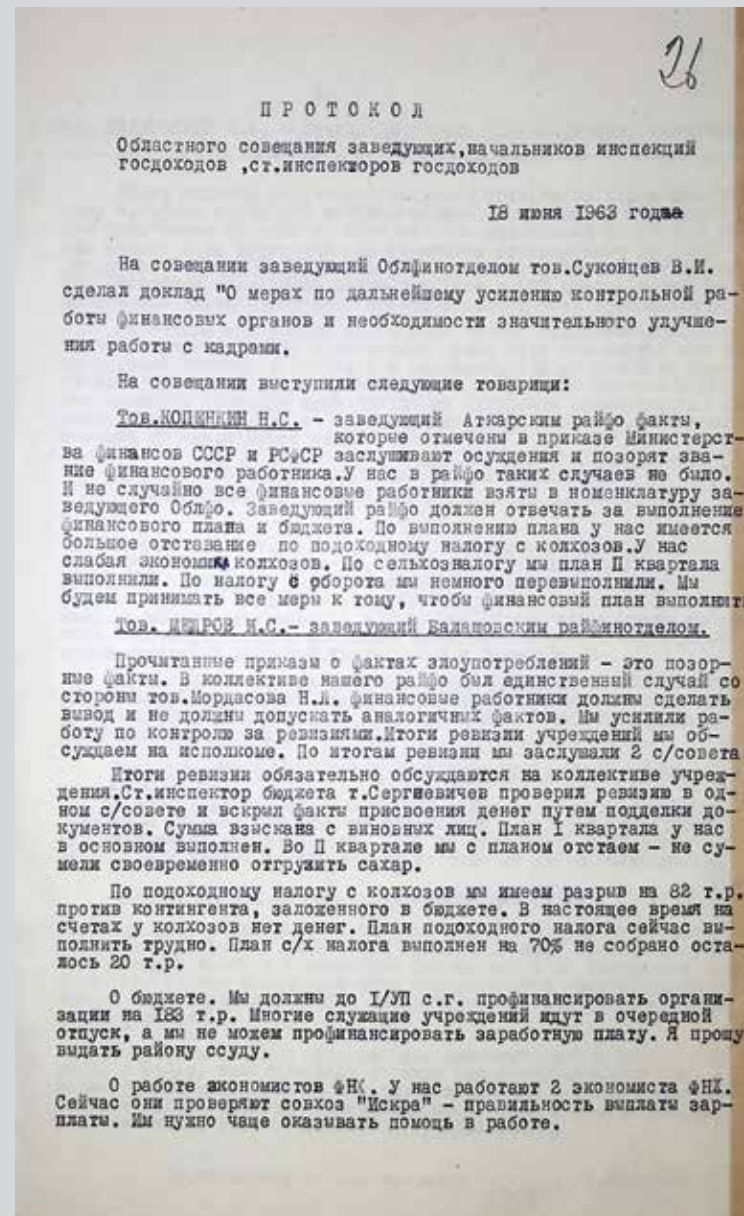 26
ПРОТОКОЛ
Областного совещания заведующих,начальников инспекций
госдоходов ,ст.инспекторов госдоходов
18 июня 1963 года
На совещании заведующий Облфинотделом тов.Суконцев В.И.
сделал доклад "О мерах по дальнейшему усилению контрольной ра-
боты финансовых органов и необходимости значительного улучше-
ния работы с кадрами.
На совещании выступили следующие товарищи:
Тов.КОПЕНКИН Н.С. - заведующий Аткарским райфо факты,
которые отмечены в приказе Министерст-
ва финансов СССР и РСФСР заслушивают осуждения и позорят зва-
ние финансового работника.У нас в райфо таких случаев не было.
И не случайно все финансовые работники взяты в номенклатуру за-
ведующего Облфо. Заведующий райфо должен отвечать за выполнение
финансового плана и бюджета. По выполнению плана у нас имеется
большое отставание по подоходному налогу с колхозов.У нас
слабая экономика колхозов. По сельхозналогу мы план II квартала
выполнили. По налогу с оборота мы немного перевыполнили. Мы
будем принимать все меры к тому, чтобы финансовый план выполнить
Тов. И.С.- заведующий Балашовским райфинотделом.
Прочитанные приказы о фактах злоупотреблений - это позор-
ные факты. В коллективе нашего райфо был единственный случай со
стороны тов.Мордасова Н.Л. финансовые работники должны сделать
вывод и не должны допускать аналогичных фактов. Мы усилили ра-
боту по контролю за ревизиями.Итоги ревизии учреждений мы об-
суждаем на исполкоме. По итогам ревизии мы заслушали 2 с/совета
Итоги ревизии обязательно обсуждаются на коллективе учреж-
дения.Ст.инспектор бюджета т.Сергиевичев проверил ревизию в од-
ном с/совете и вскрыл факты присвоения денег путем подделки до-
кументов. Сумма взыскана с виновных лиц. План I квартала у нас
в основном выполнен. Во II квартале мы с планом отстаем - не су-
мели своевременно отгрузить сахар.
По подоходному налогу с колхозов мы имеем разрыв на 82 т.р.
против контингента, заложенного в бюджете. В настоящее время на
счетах у колхозов нет денег. План подоходного налога сейчас вы-
полнить трудно. План с/х налога выполнен на 70% не собрано оста-
лось 20 т.р.
О бюджете. Мы должны до I/УП с.г. профинансировать органи-
зации на 183 т.р. Многие служащие учреждений идут в очередной
отпуск, а мы не можем профинансировать заработную плату. Я прошу
выдать району ссуду.
О работе экономистов ФНХ. У нас работают 2 экономиста ФНХ.
Сейчас они проверяют совхоз "Искра" - правильность выплаты зар-
платы. Им нужно чаще оказывать помощь в работе.